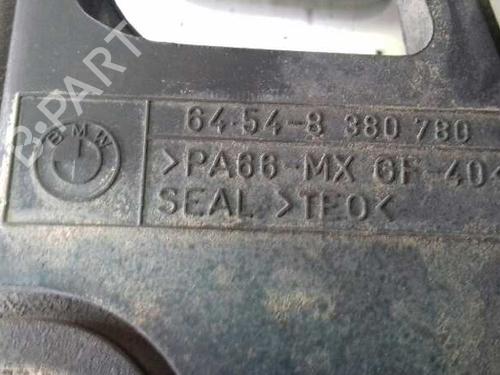 B-PART
BMW
64.54-8 380 780
>PA66-MX GF-40<
SEAL >TEO<